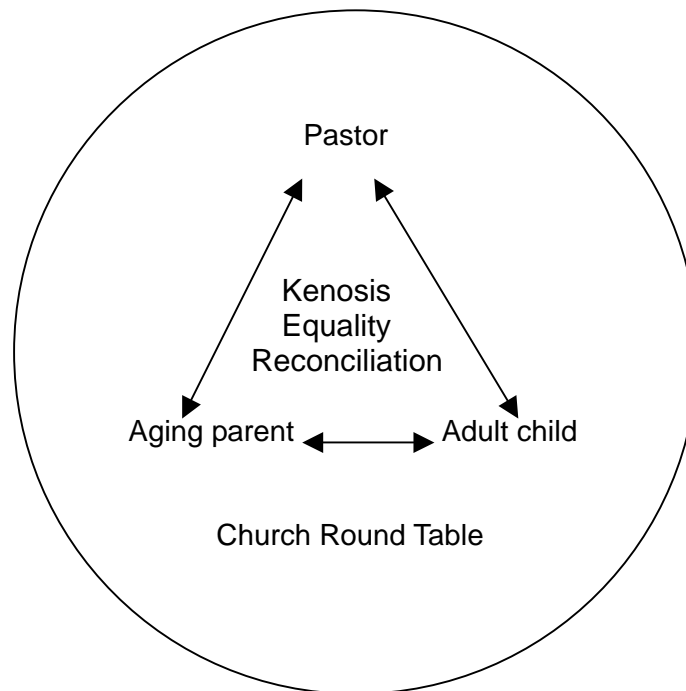 Pastor
Kenosis
Equality
Reconciliation
Aging parent
Adult child
Church Round Table